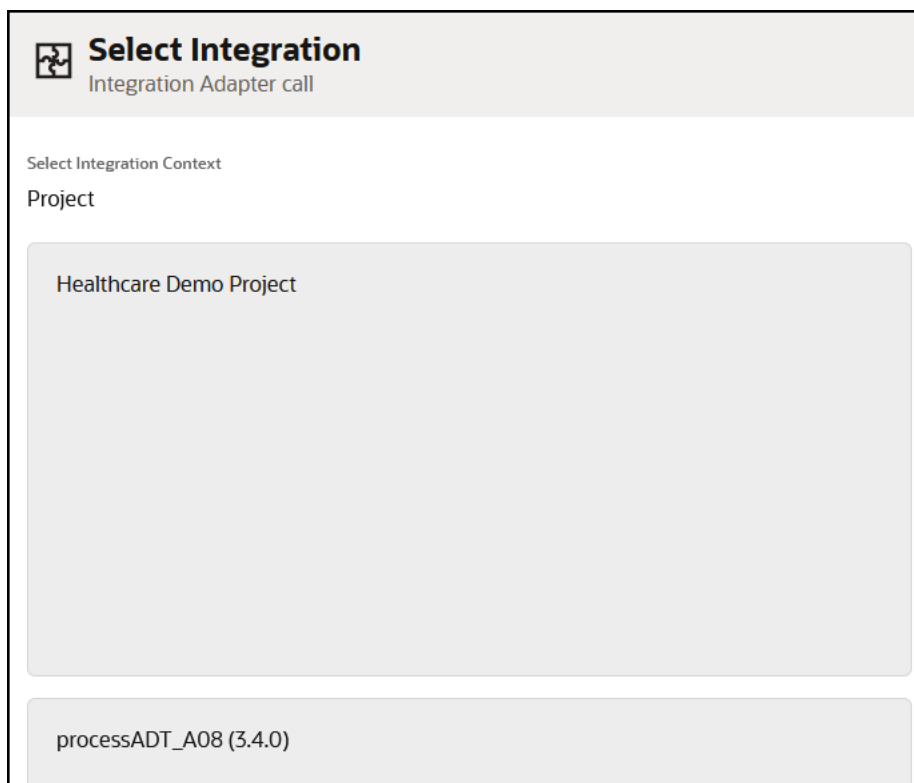 Select Integration
Integration Adapter call
Select Integration Context
Project
Healthcare Demo Project
processADT_A08 (3.4.0)